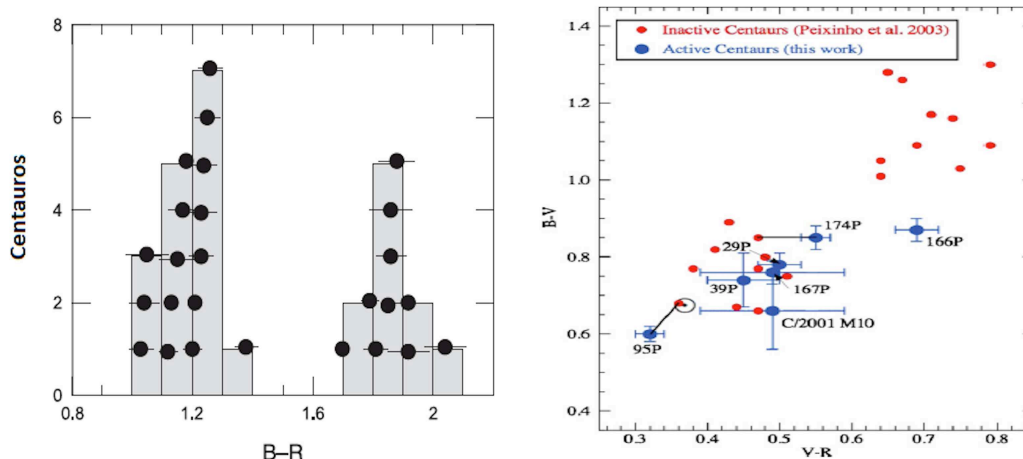 8
6
4
2
0
Centauros
0.8
1.2
1.6
2
B–R
Inactive Centaurs (Peixinho et al. 2003)
Active Centaurs (this work)
1.4
1.2
1.0
0.8
0.6
0.4
B-V
174P
29P
166P
39P
167P
C/2001 M10
95P
0.3
0.4
0.5
0.6
0.7
0.8
V-R